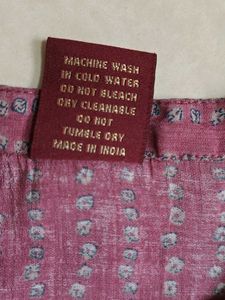 MACHINE WASH
IN COLD WATER
DO NOT BLEACH
DRY CLEANABLE
DO NOT
TUMBLE DRY
MADE IN INDIA